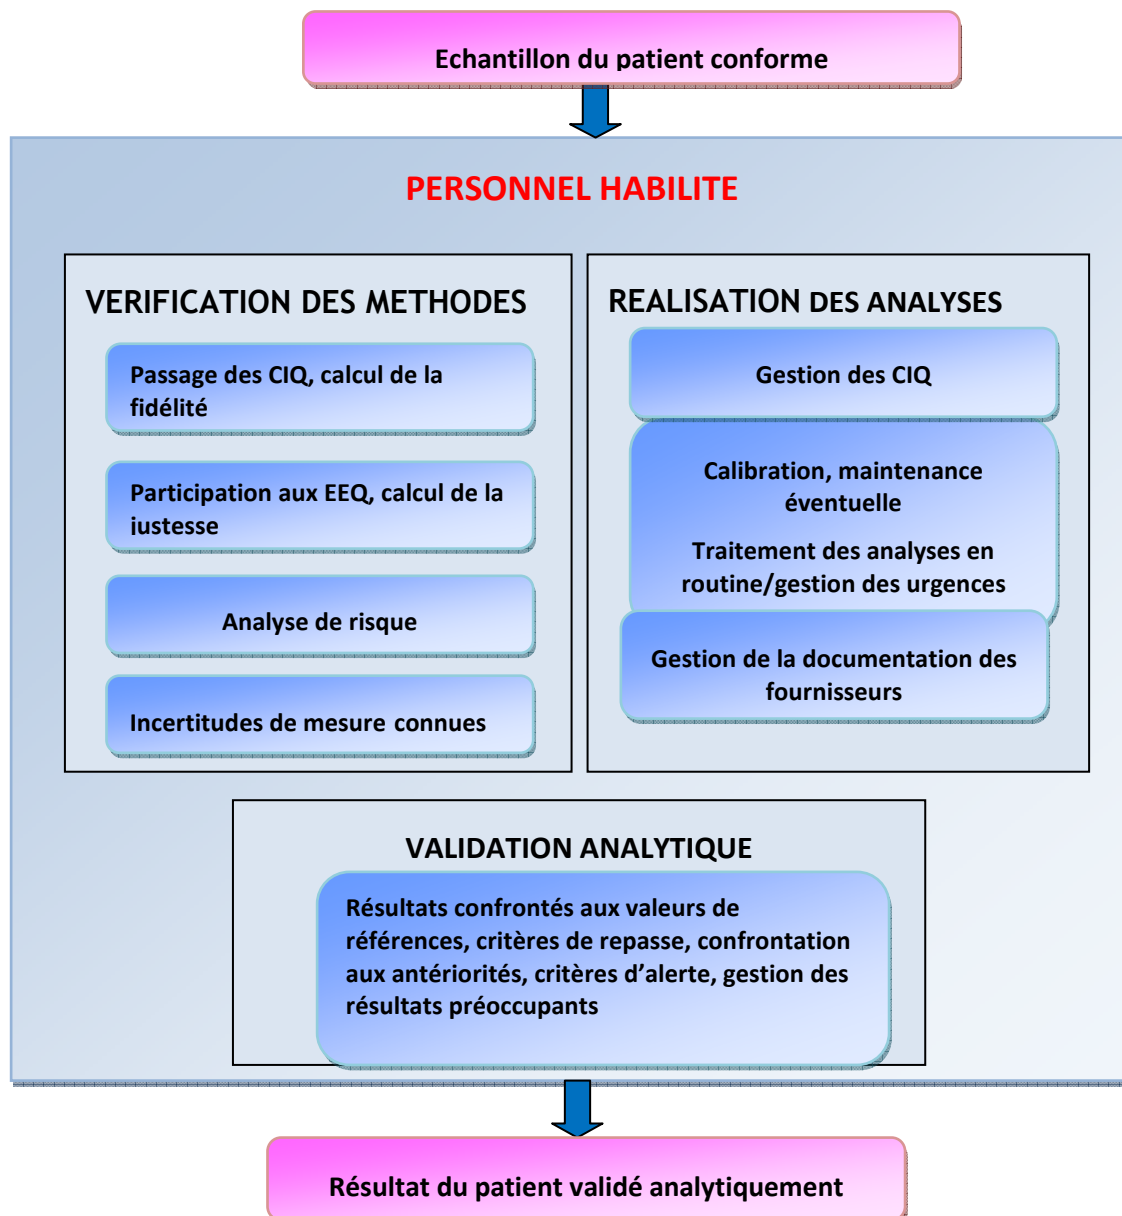 Echantillon du patient conforme
PERSONNEL HABILITE
VERIFICATION DES METHODES
Passage des CIQ, calcul de la
fidélité
Participation aux EEQ, calcul de la
justesse
Analyse de risque
Incertitudes de mesure connues
REALISATION DES ANALYSES
Gestion des CIQ
Calibration, maintenance
éventuelle
Traitement des analyses en
routine/gestion des urgences
Gestion de la documentation des
fournisseurs
VALIDATION ANALYTIQUE
Résultats confrontés aux valeurs de
références, critères de repasse, confrontation
aux antériorités, critères d’alerte, gestion des
résultats préoccupants
Résultat du patient validé analytiquement